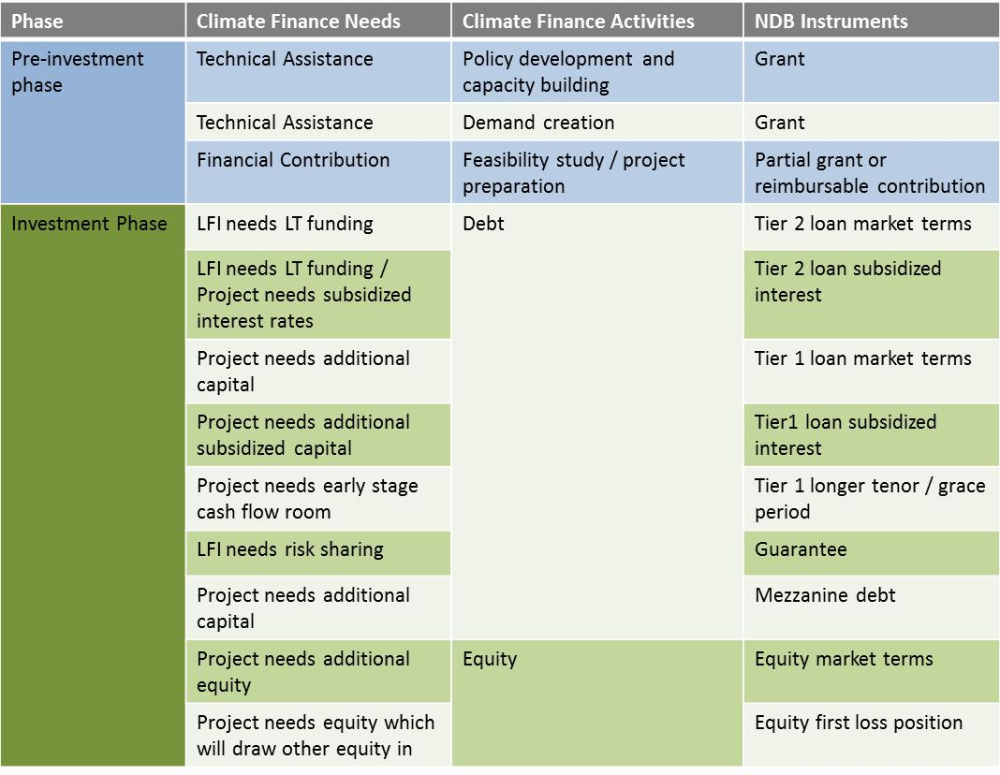 Phase
Climate Finance Needs
Climate Finance Activities
NDB Instruments
Pre-investment
phase
Technical Assistance
Policy development and
capacity building
Grant
Technical Assistance
Demand creation
Grant
Financial Contribution
Feasibility study / project
preparation
Partial grant or
reimbursable contribution
Investment Phase
LFI needs LT funding
Debt
Tier 2 loan market terms
LFI needs LT funding /
Project needs subsidized
interest rates
Tier 2 loan subsidized
interest
Project needs additional
capital
Tier 1 loan market terms
Project needs additional
subsidized capital
Tier1 loan subsidized
interest
Project needs early stage
cash flow room
Tier 1 longer tenor / grace
period
LFI needs risk sharing
Guarantee
Project needs additional
capital
Mezzanine debt
Project needs additional
equity
Equity
Equity market terms
Project needs equity which
will draw other equity in
Equity first loss position